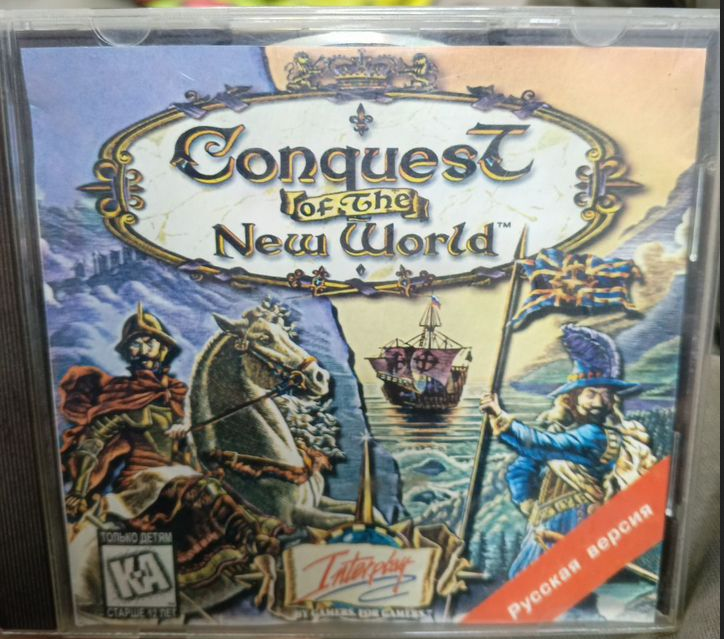 Conquest
of the
New World™
ТОЛЬКО ДЕТЯМ
К-А
СТАРШЕ 12 ЛЕТ
Interplay
BY GAMERS. FOR GAMERS.™
Русская версия